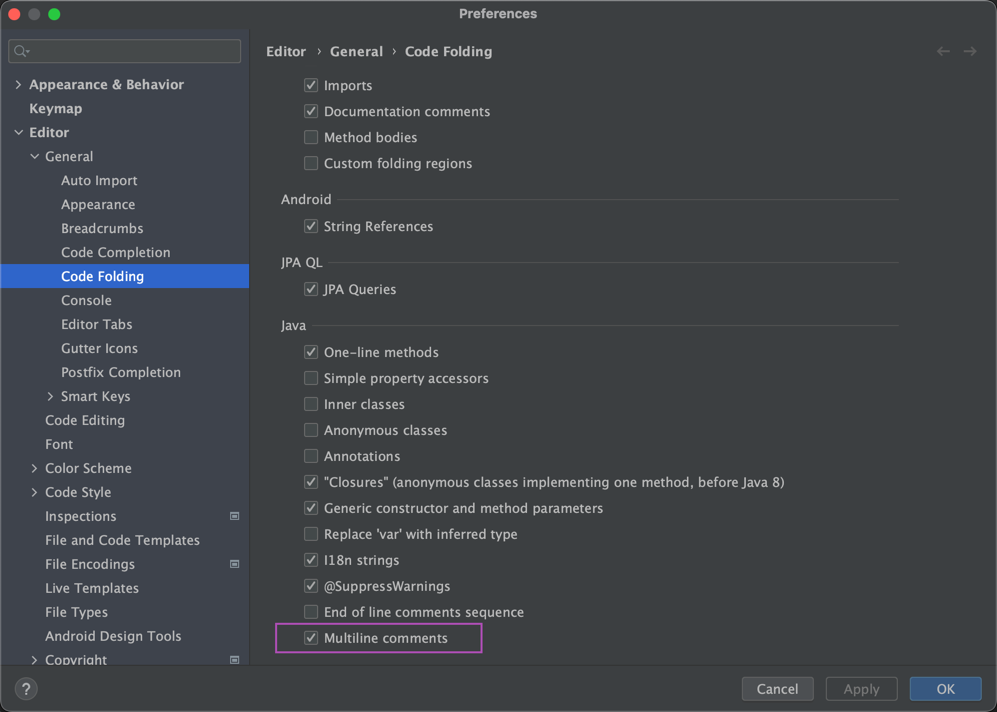 Preferences
Editor › General › Code Folding
Appearance & Behavior
Keymap
Editor
General
Auto Import
Appearance
Breadcrumbs
Code Completion
Code Folding
Console
Editor Tabs
Gutter Icons
Postfix Completion
Smart Keys
Code Editing
Font
Color Scheme
Code Style
Inspections
File and Code Templates
File Encodings
Live Templates
File Types
Android Design Tools
Copyright
Imports
Documentation comments
Method bodies
Custom folding regions
Android
String References
JPA QL
JPA Queries
Java
One-line methods
Simple property accessors
Inner classes
Anonymous classes
Annotations
"Closures" (anonymous classes implementing one method, before Java 8)
Generic constructor and method parameters
Replace 'var' with inferred type
I18n strings
@SuppressWarnings
End of line comments sequence
Multiline comments
?
Cancel
Apply
OK